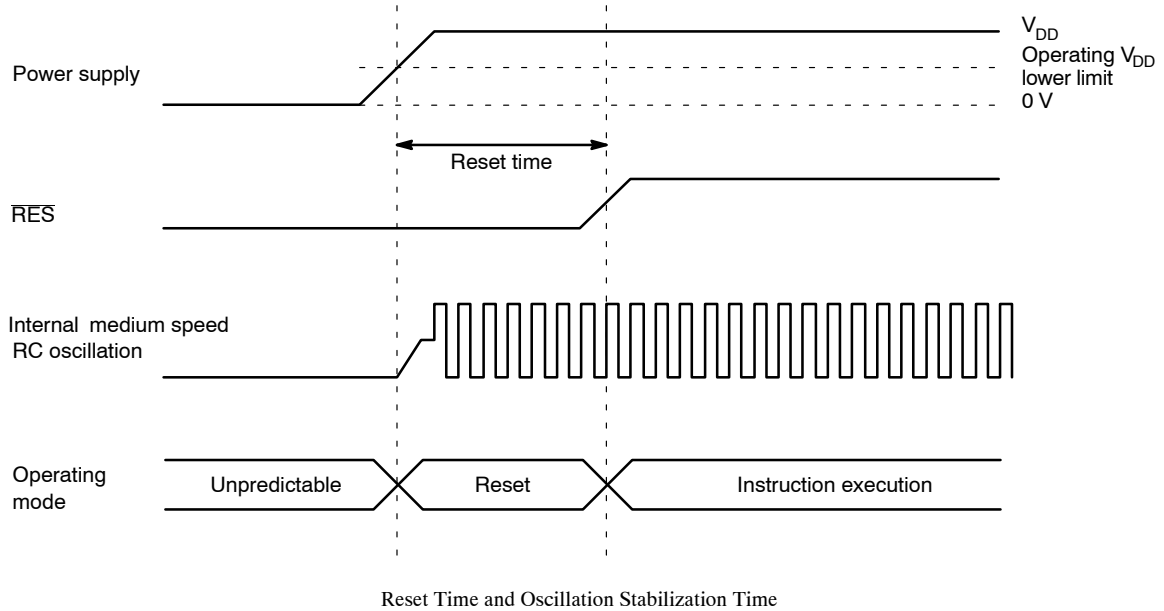 V_DD
Operating V_DD
Power supply
lower limit
0 V
Reset time
R̅E̅S̅
Internal medium speed
RC oscillation
Operating
mode
Unpredictable
Reset
Instruction execution
Reset Time and Oscillation Stabilization Time